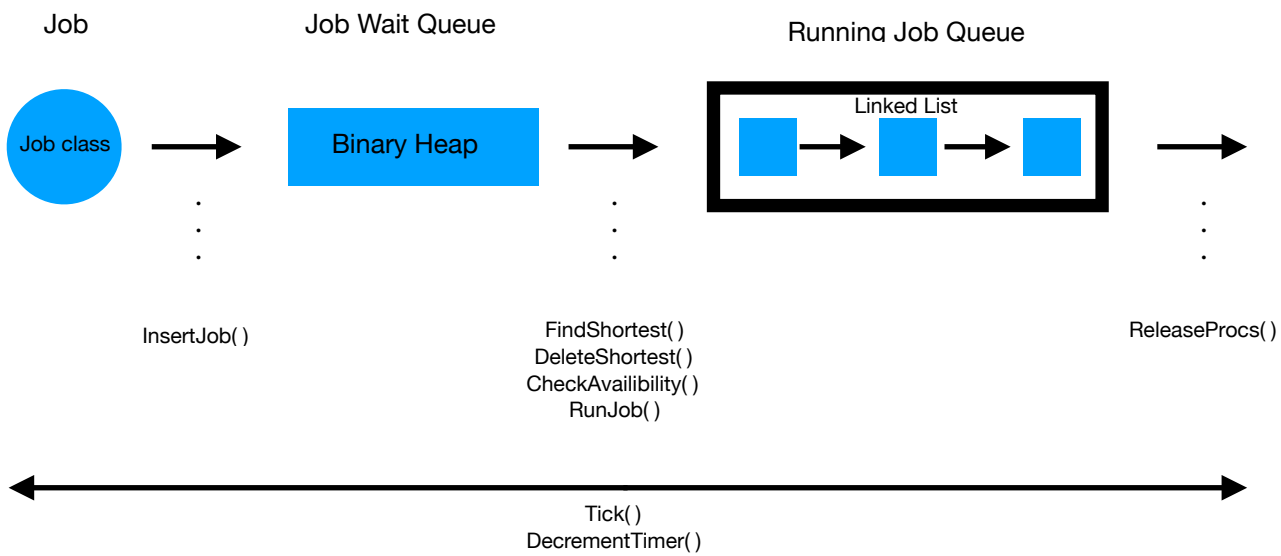 Job
Job Wait Queue
Running Job Queue
Job class
Binary Heap
Linked List
InsertJob( )
FindShortest( )
DeleteShortest( )
CheckAvailibility( )
RunJob( )
ReleaseProcs( )
Tick( )
DecrementTimer( )